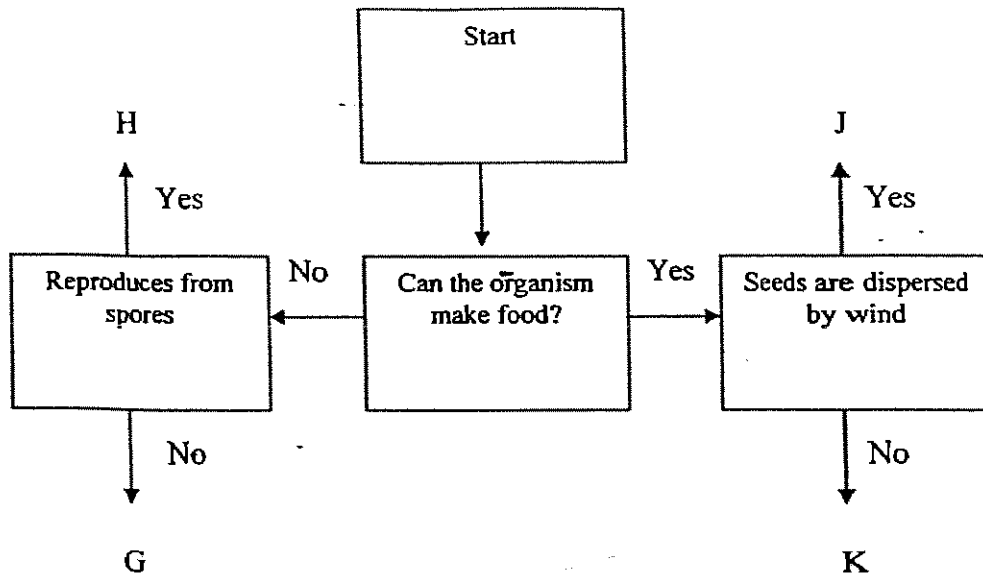 Start
H
J
Yes
Yes
Reproduces from
spores
No
Can the organism
make food?
Yes
Seeds are dispersed
by wind
No
No
G
K